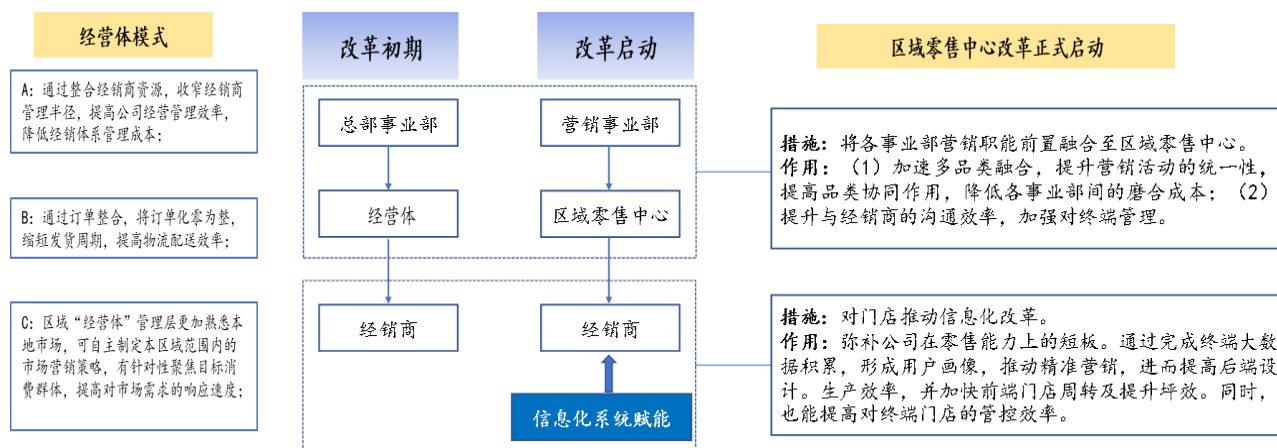 经营体模式
A：通过整合经销商资源，收窄经销商
管理半径，提高公司经营管理效率，
降低经销体系管理成本；
B：通过订单整合，将订单化零为整，
缩短发货周期，提高物流配送效率；
C：区域“经营体”管理层更加熟悉本
地市场，可自主制定本区域范围内的
市场营销策略，有针对性聚焦目标消
费群体，提高对市场需求的响应速度；
改革初期
总部事业部
经营体
经销商
改革启动
营销事业部
区域零售中心
经销商
信息化系统赋能
区域零售中心改革正式启动
措施：将各事业部营销职能前置融合至区域零售中心。
作用：（1）加速多品类融合，提升营销活动的统一性，
提高品类协同作用，降低各事业部间的磨合成本；（2）
提升与经销商的沟通效率，加强对终端管理。
措施：对门店推动信息化改革。
作用：弥补公司在零售能力上的短板。通过完成终端大数
据积累，形成用户画像，推动精准营销，进而提高后端设
计。生产效率，并加快前端门店周转及提升坪效。同时，
也能提高对终端门店的管控效率。